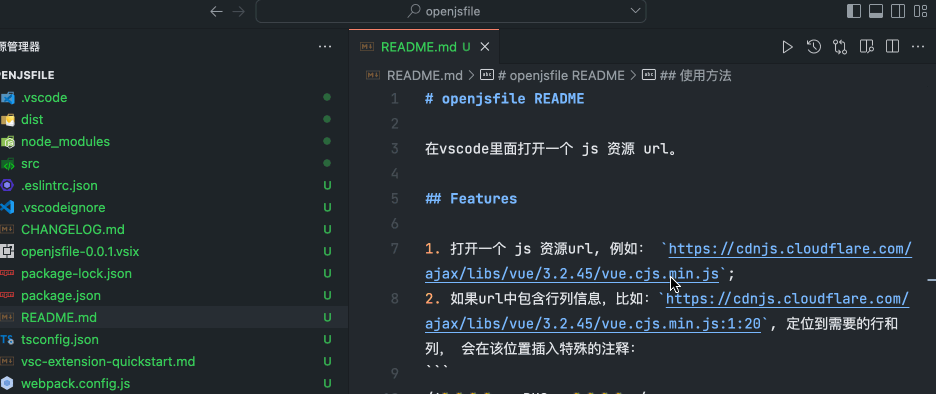 openjsfile
源管理器
PENJSFILE
.vscode
dist
node_modules
src
.eslintrc.json U
.vscodeignore U
CHANGELOG.md U
openjsfile-0.0.1.vsix U
package-lock.json U
package.json U
README.md U
tsconfig.json U
vsc-extension-quickstart.md U
webpack.config.js U
README.md U
README.md > # openjsfile README > ## 使用方法
1 # openjsfile README
2
3 在vscode里面打开一个 js 资源 url。
4
5 ## Features
6
7 1. 打开一个 js 资源url, 例如: `https://cdnjs.cloudflare.com/
ajax/libs/vue/3.2.45/vue.cjs.min.js`;
8 2. 如果url中包含行列信息, 比如:`https://cdnjs.cloudflare.com/
ajax/libs/vue/3.2.45/vue.cjs.min.js:1:20`, 定位到需要的行和
列, 会在该位置插入特殊的注释:
9 ```